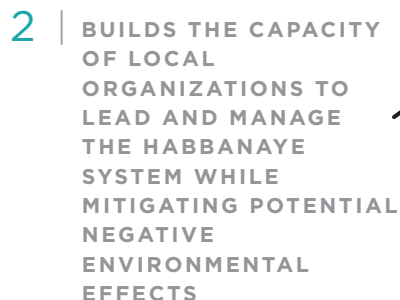 2 | BUILDS THE CAPACITY
OF LOCAL
ORGANIZATIONS TO
LEAD AND MANAGE
THE HABBANAYE
SYSTEM WHILE
MITIGATING POTENTIAL
NEGATIVE
ENVIRONMENTAL
EFFECTS